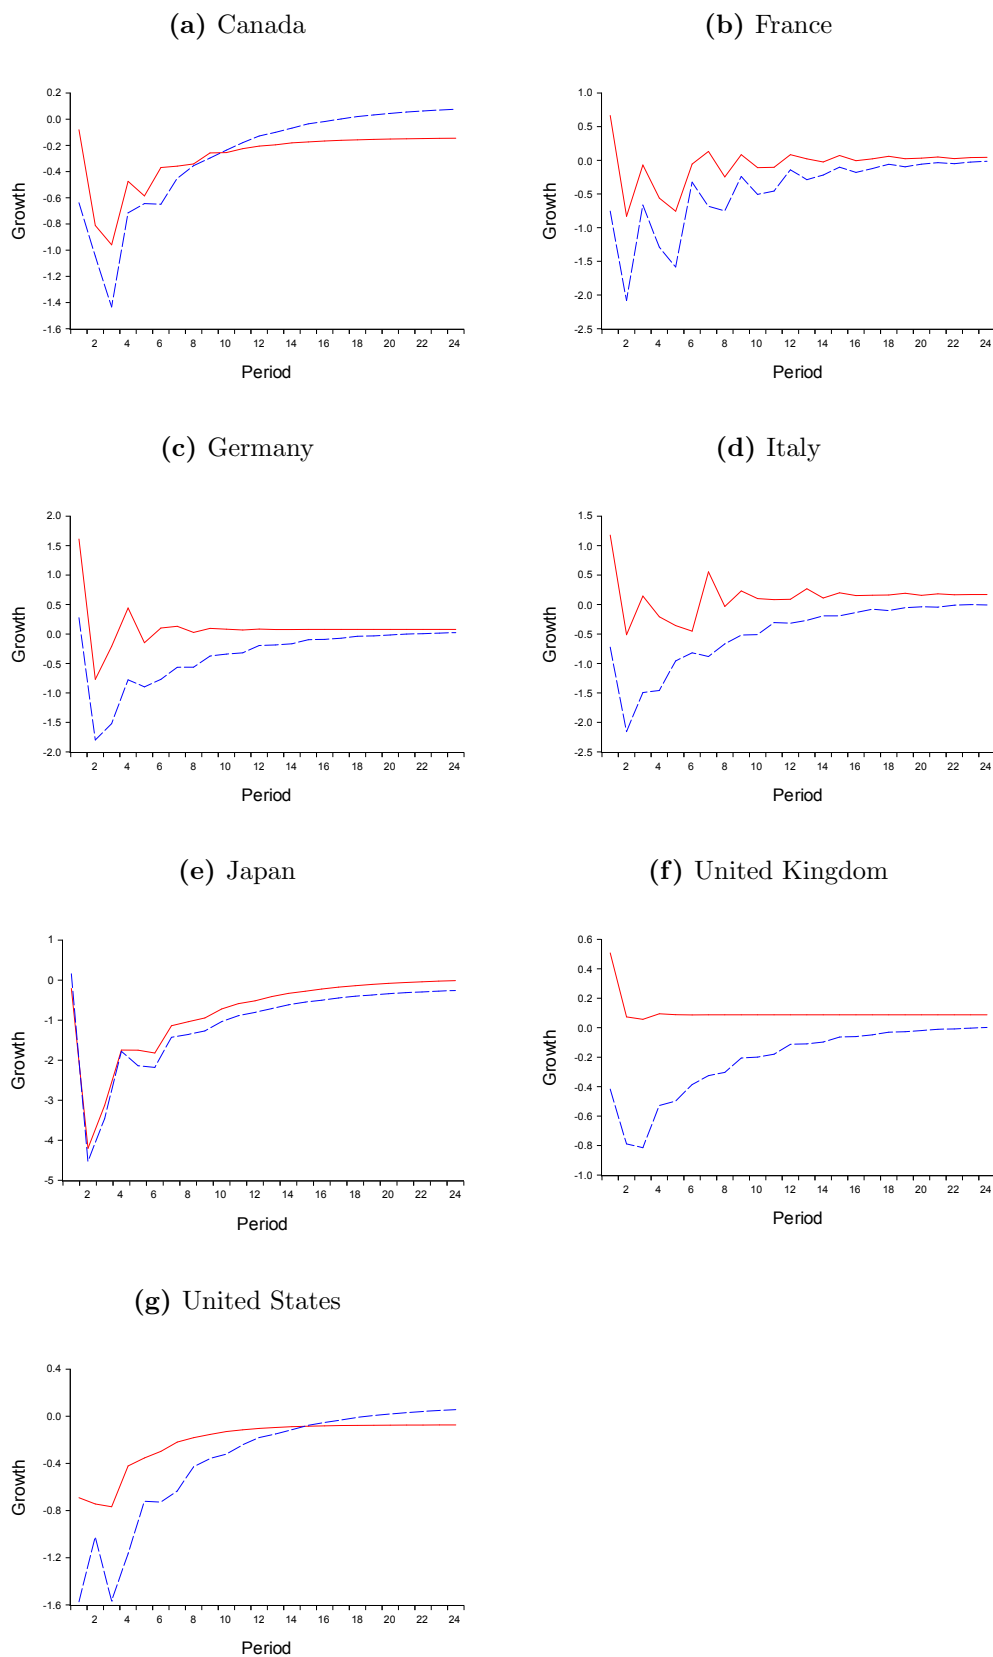 (a) Canada
0.2
0.0
-0.2
-0.4
-0.6
-0.8
-1.0
-1.2
-1.4
-1.6
Growth
2 4 6 8 10 12 14 16 18 20 22 24
Period
(b) France
1.0
0.5
0.0
-0.5
-1.0
-1.5
-2.0
-2.5
Growth
2 4 6 8 10 12 14 16 18 20 22 24
Period
(c) Germany
2.0
1.5
1.0
0.5
0.0
-0.5
-1.0
-1.5
-2.0
Growth
2 4 6 8 10 12 14 16 18 20 22 24
Period
(d) Italy
1.5
1.0
0.5
0.0
-0.5
-1.0
-1.5
-2.0
-2.5
Growth
2 4 6 8 10 12 14 16 18 20 22 24
Period
(e) Japan
1
0
-1
-2
-3
-4
-5
Growth
2 4 6 8 10 12 14 16 18 20 22 24
Period
(f) United Kingdom
0.6
0.4
0.2
0.0
-0.2
-0.4
-0.6
-0.8
-1.0
Growth
2 4 6 8 10 12 14 16 18 20 22 24
Period
(g) United States
0.4
0.0
-0.4
-0.8
-1.2
-1.6
Growth
2 4 6 8 10 12 14 16 18 20 22 24
Period